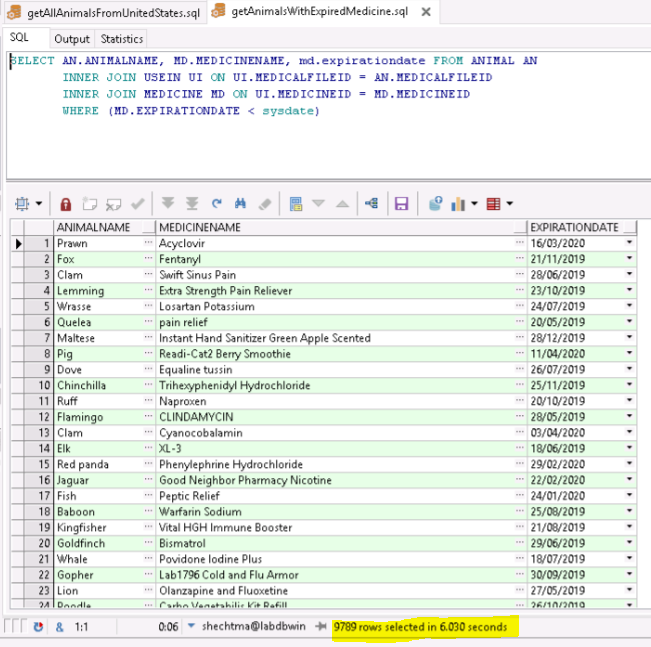 getAllAnimalsFromUnitedStates.sql getAnimalsWithExpiredMedicine.sql
SQL Output Statistics
SELECT AN.ANIMALNAME, MD.MEDICINENAME, md.expirationdate FROM ANIMAL AN
INNER JOIN USEIN UI ON UI.MEDICALFILEID = AN.MEDICALFILEID
INNER JOIN MEDICINE MD ON UI.MEDICINEID = MD.MEDICINEID
WHERE (MD.EXPIRATIONDATE < sysdate)
ANIMALNAME MEDICINENAME EXPIRATIONDATE
1 Prawn Acyclovir 16/03/2020
2 Fox Fentanyl 21/11/2019
3 Clam Swift Sinus Pain 28/06/2019
4 Lemming Extra Strength Pain Reliever 23/10/2019
5 Wrasse Losartan Potassium 24/07/2019
6 Quelea pain relief 20/05/2019
7 Maltese Instant Hand Sanitizer Green Apple Scented 28/12/2019
8 Pig Readi-Cat2 Berry Smoothie 11/04/2020
9 Dove Equaline tussin 26/07/2019
10 Chinchilla Trihexyphenidyl Hydrochloride 25/11/2019
11 Ruff Naproxen 20/10/2019
12 Flamingo CLINDAMYCIN 28/05/2019
13 Clam Cyanocobalamin 03/04/2020
14 Elk XL-3 18/06/2019
15 Red panda Phenylephrine Hydrochloride 29/02/2020
16 Jaguar Good Neighbor Pharmacy Nicotine 22/02/2020
17 Fish Peptic Relief 24/01/2020
18 Baboon Warfarin Sodium 25/08/2019
19 Kingfisher Vital HGH Immune Booster 21/08/2019
20 Goldfinch Bismatrol 29/06/2019
21 Whale Povidone Iodine Plus 18/07/2019
22 Gopher Lab1796 Cold and Flu Armor 30/09/2019
23 Lion Olanzapine and Fluoxetine 27/05/2019
24 Poodle Carbo Vegetabilis Kit Refill 26/10/2019
& 1:1 0:06 shechtma@labdbwin 9789 rows selected in 6.030 seconds